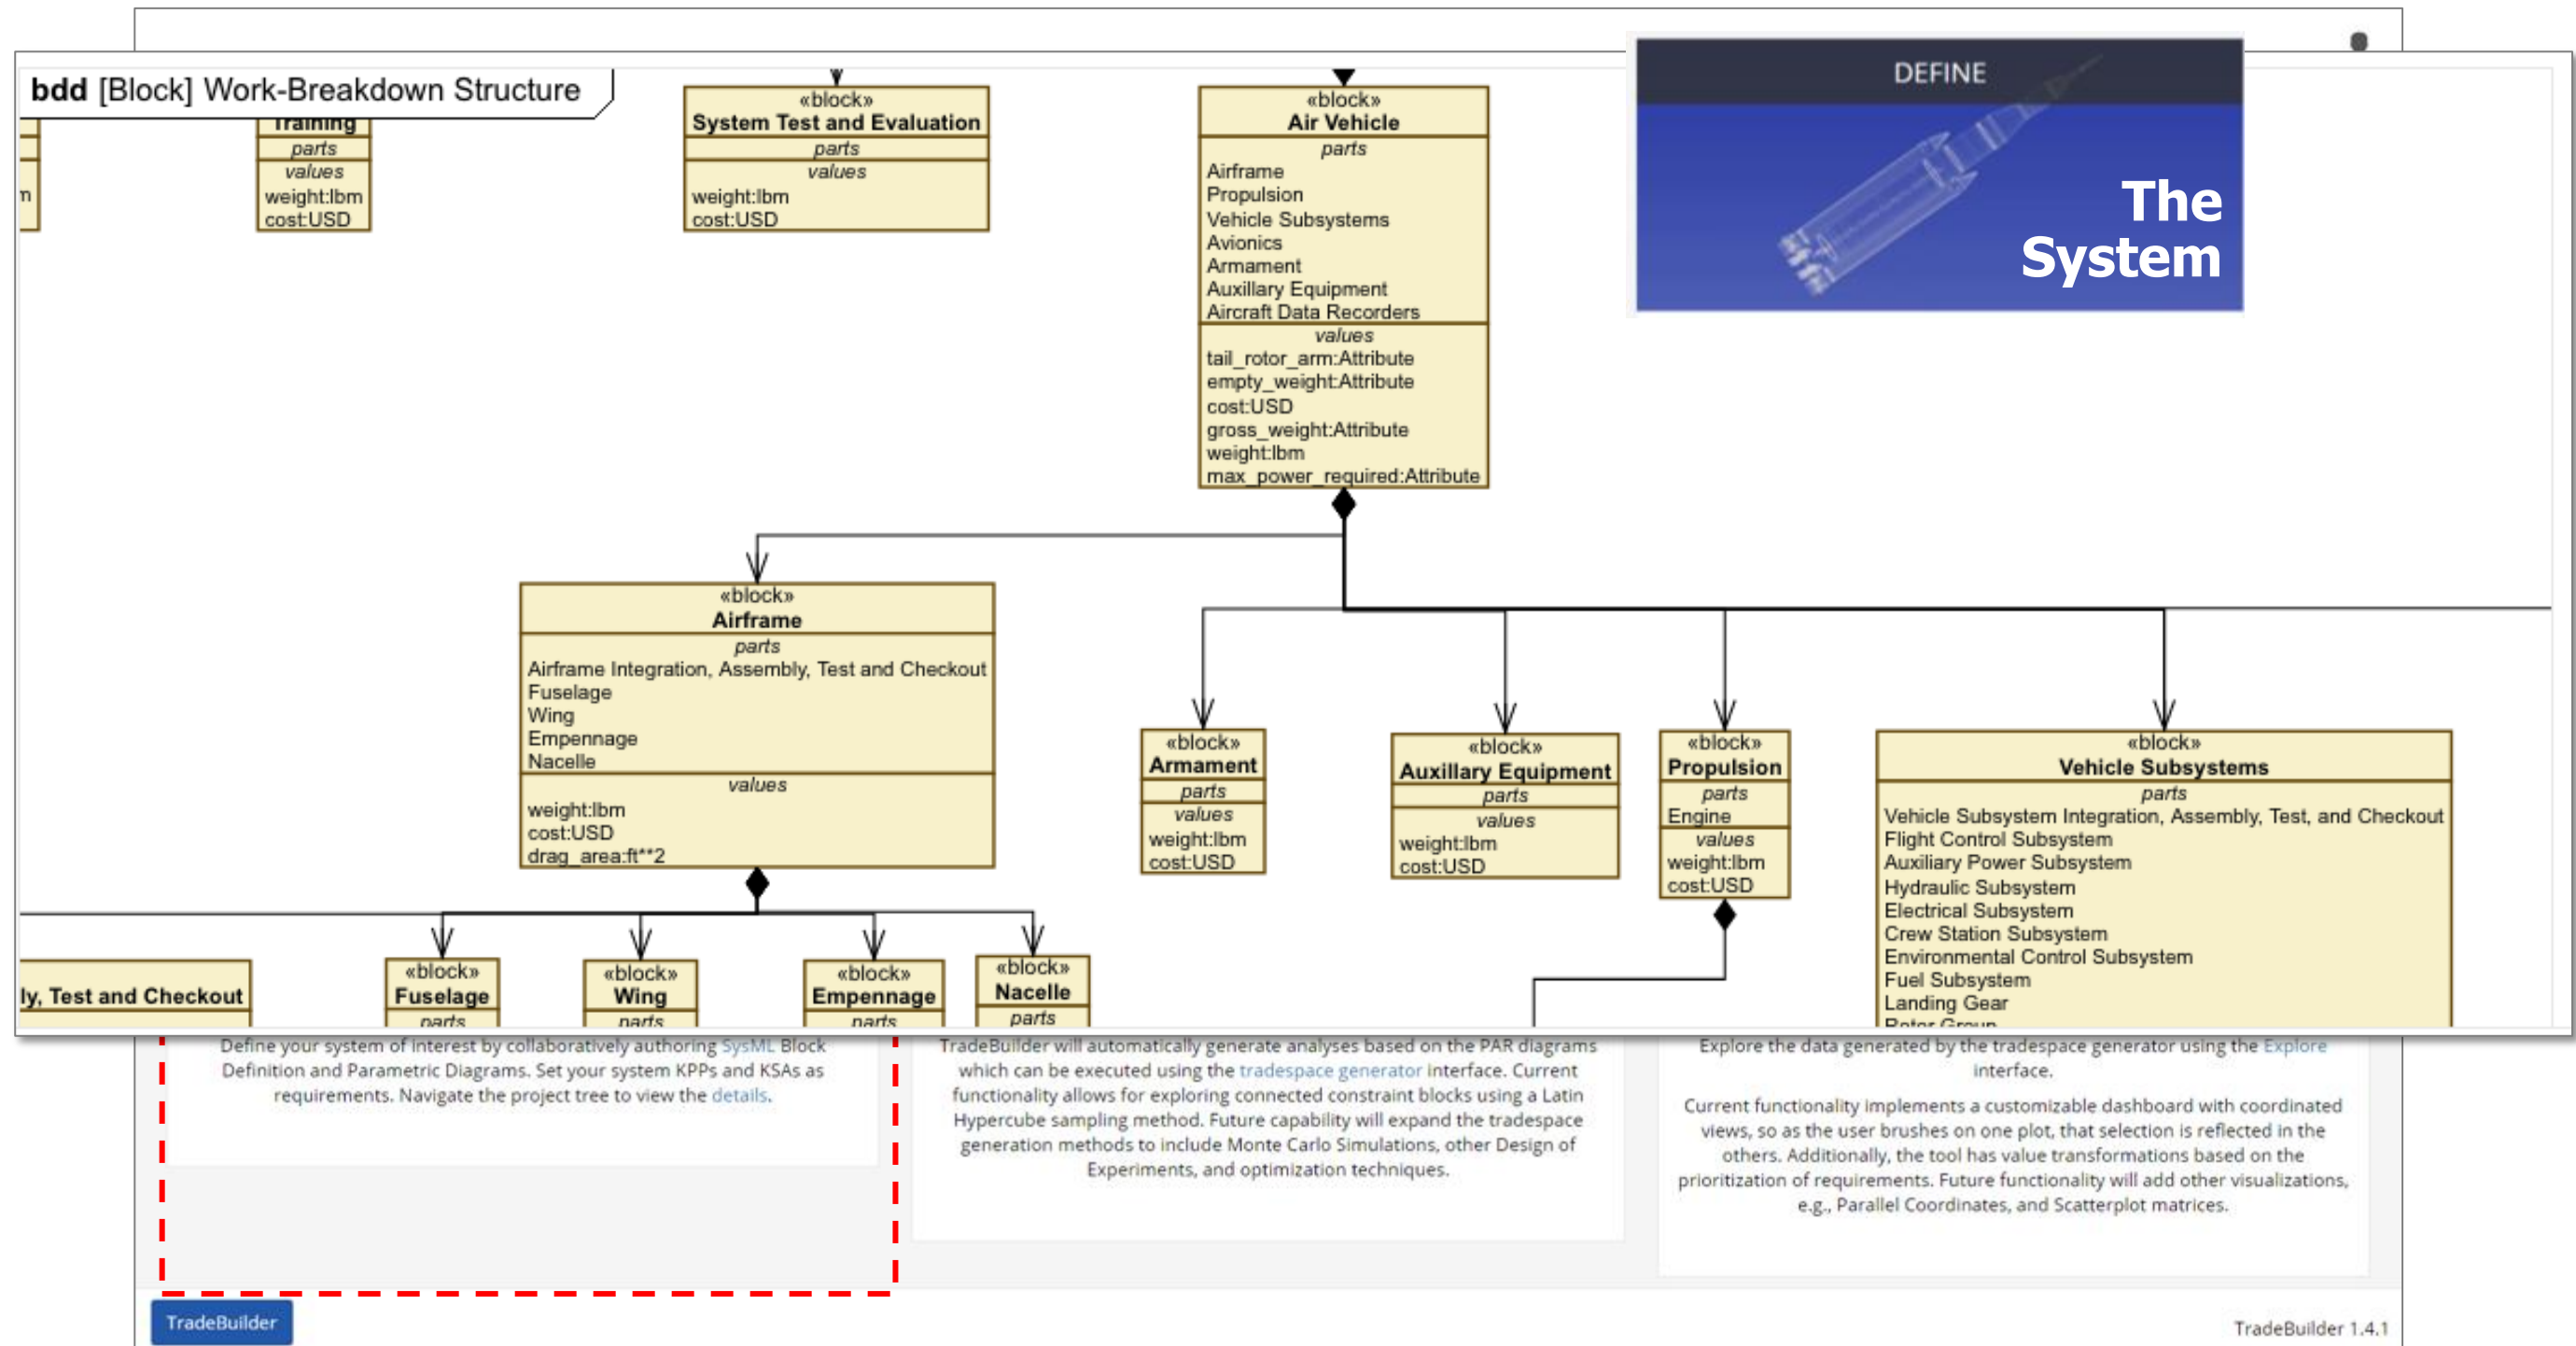 bdd [Block] Work-Breakdown Structure
DEFINE
The
System
m
Training
parts
values
weight:lbm
cost:USD
«block»
System Test and Evaluation
parts
values
weight:lbm
cost:USD
«block»
Air Vehicle
parts
Airframe
Propulsion
Vehicle Subsystems
Avionics
Armament
Auxillary Equipment
Aircraft Data Recorders
values
tail_rotor_arm:Attribute
empty_weight:Attribute
cost:USD
gross_weight:Attribute
weight:lbm
max_power_required:Attribute
«block»
Airframe
parts
Airframe Integration, Assembly, Test and Checkout
Fuselage
Wing
Empennage
Nacelle
values
weight:lbm
cost:USD
drag_area:ft**2
«block»
Armament
parts
values
weight:lbm
cost:USD
«block»
Auxillary Equipment
parts
values
weight:lbm
cost:USD
«block»
Propulsion
parts
Engine
values
weight:lbm
cost:USD
«block»
Vehicle Subsystems
parts
Vehicle Subsystem Integration, Assembly, Test, and Checkout
Flight Control Subsystem
Auxiliary Power Subsystem
Hydraulic Subsystem
Electrical Subsystem
Crew Station Subsystem
Environmental Control Subsystem
Fuel Subsystem
Landing Gear
Rotor Group
ly, Test and Checkout
«block»
Fuselage
parts
«block»
Wing
parts
«block»
Empennage
parts
«block»
Nacelle
parts
Define your system of interest by collaboratively authoring SysML Block
Definition and Parametric Diagrams. Set your system KPPs and KSAs as
requirements. Navigate the project tree to view the details.
TradeBuilder will automatically generate analyses based on the PAR diagrams
which can be executed using the tradespace generator interface. Current
functionality allows for exploring connected constraint blocks using a Latin
Hypercube sampling method. Future capability will expand the tradespace
generation methods to include Monte Carlo Simulations, other Design of
Experiments, and optimization techniques.
Explore the data generated by the tradespace generator using the Explore
interface.
Current functionality implements a customizable dashboard with coordinated
views, so as the user brushes on one plot, that selection is reflected in the
others. Additionally, the tool has value transformations based on the
prioritization of requirements. Future functionality will add other visualizations,
e.g., Parallel Coordinates, and Scatterplot matrices.
TradeBuilder
TradeBuilder 1.4.1